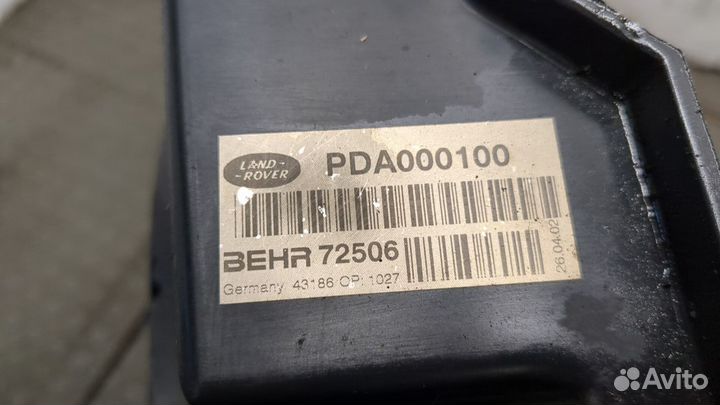 LAND
ROVER
PDA000100
BEHR 72506
Germany 43186 OP: 1027
26.04.02
Avito